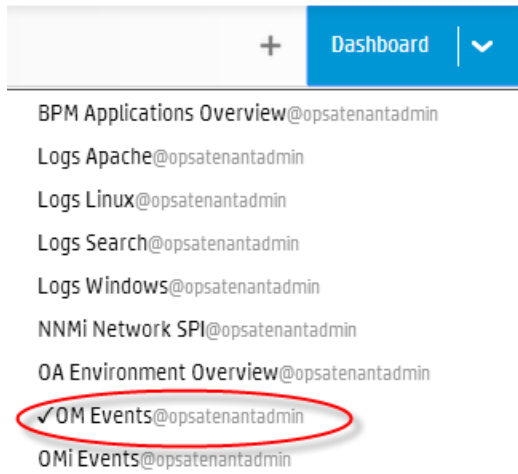 + Dashboard
BPM Applications Overview@opsatenantadmin
Logs Apache@opsatenantadmin
Logs Linux@opsatenantadmin
Logs Search@opsatenantadmin
Logs Windows@opsatenantadmin
NNMi Network SPI@opsatenantadmin
OA Environment Overview@opsatenantadmin
✓OM Events@opsatenantadmin
OMi Events@opsatenantadmin